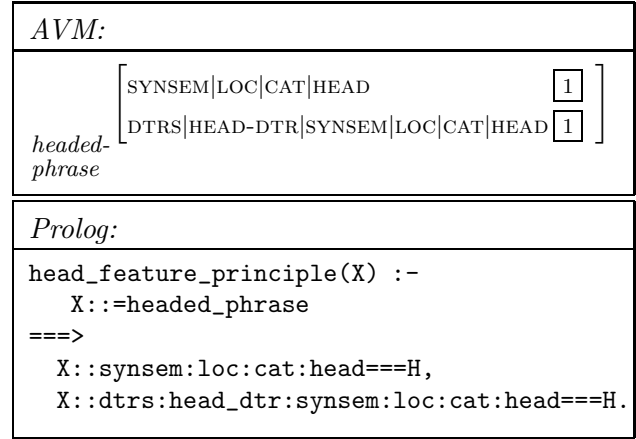 AVM:
SYNSEM|LOC|CAT|HEAD 1
DTRS|HEAD-DTR|SYNSEM|LOC|CAT|HEAD 1
headed-
phrase
Prolog:
head_feature_principle(X) :-
X::=headed_phrase
===>
X::synsem:loc:cat:head===H,
X::dtrs:head_dtr:synsem:loc:cat:head===H.